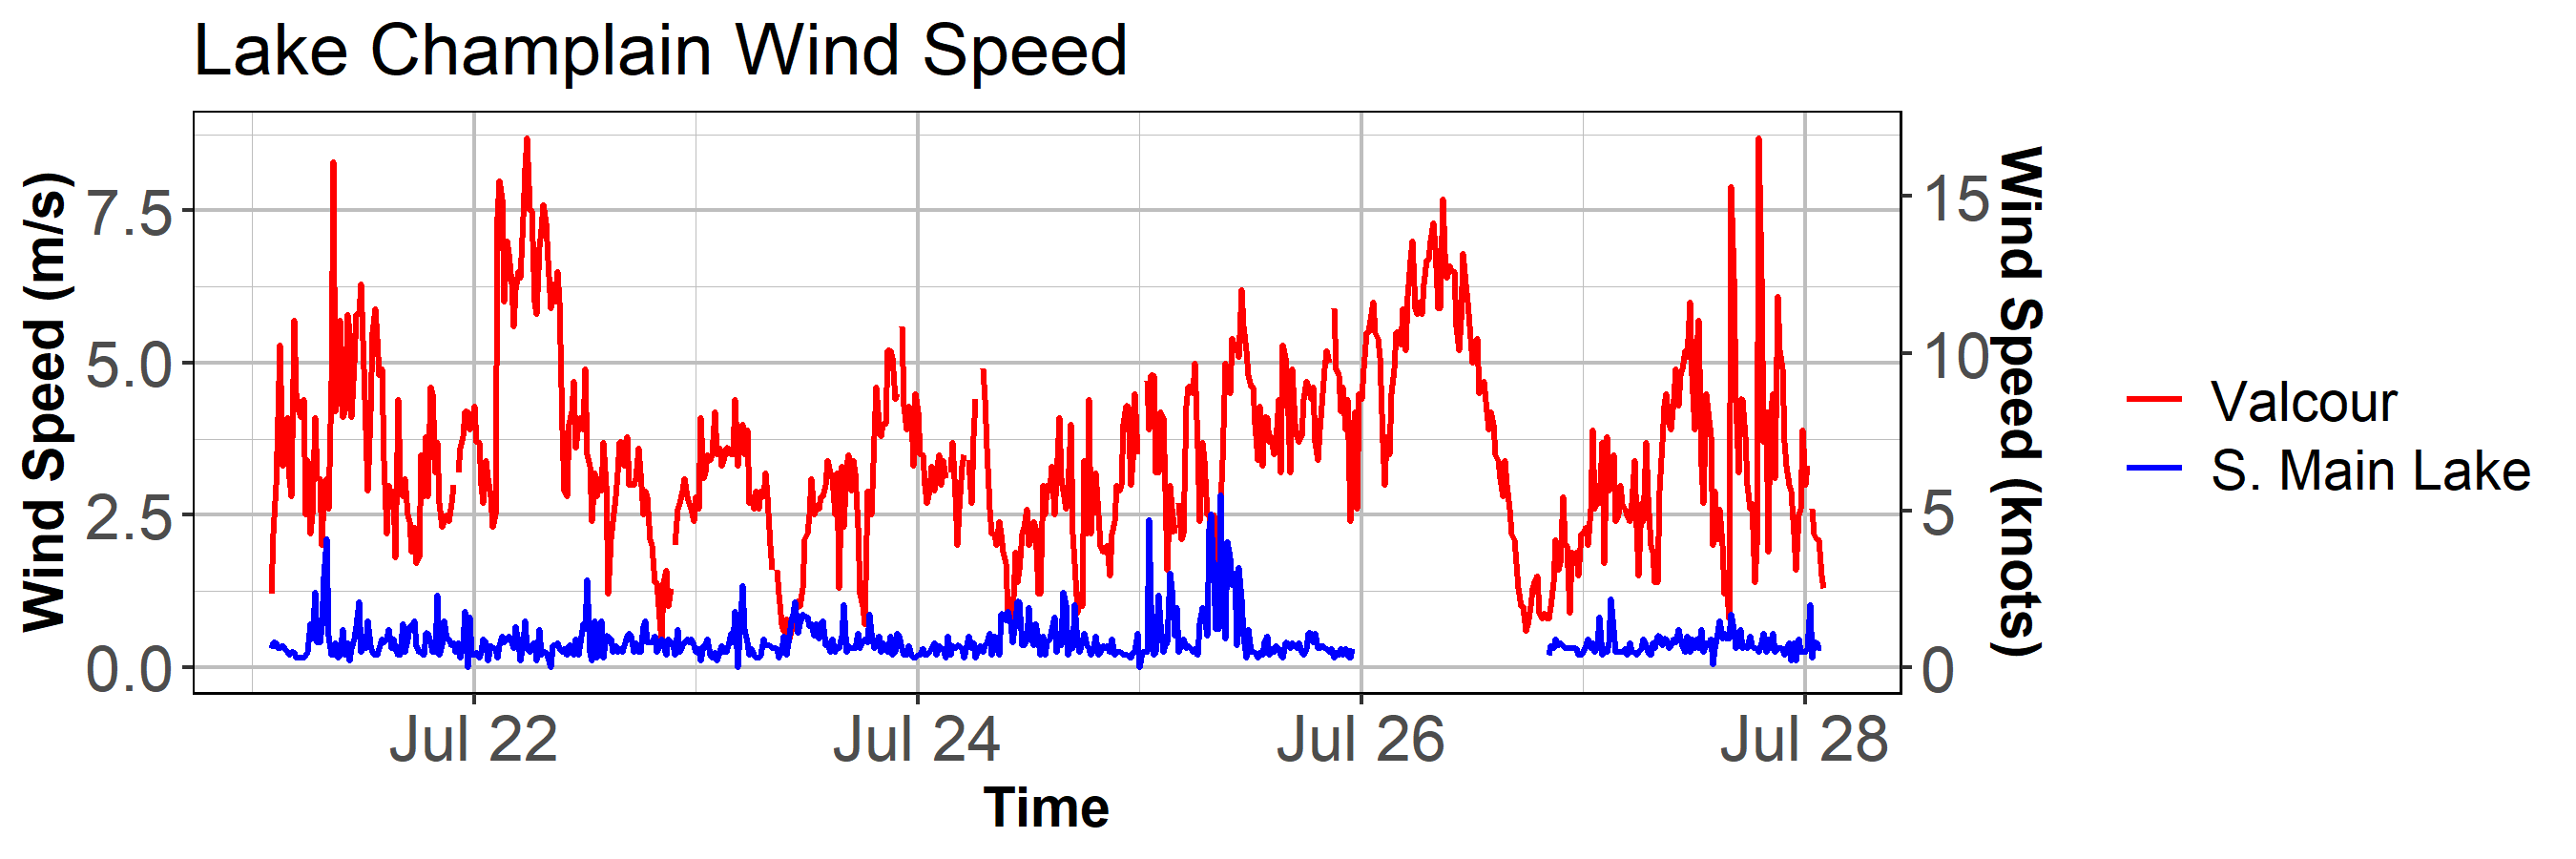 Lake Champlain Wind Speed
Wind Speed (m/s)
7.5
5.0
2.5
0.0
15
10
5
0
Wind Speed (knots)
Jul 22
Jul 24
Jul 26
Jul 28
Time
Valcour
S. Main Lake